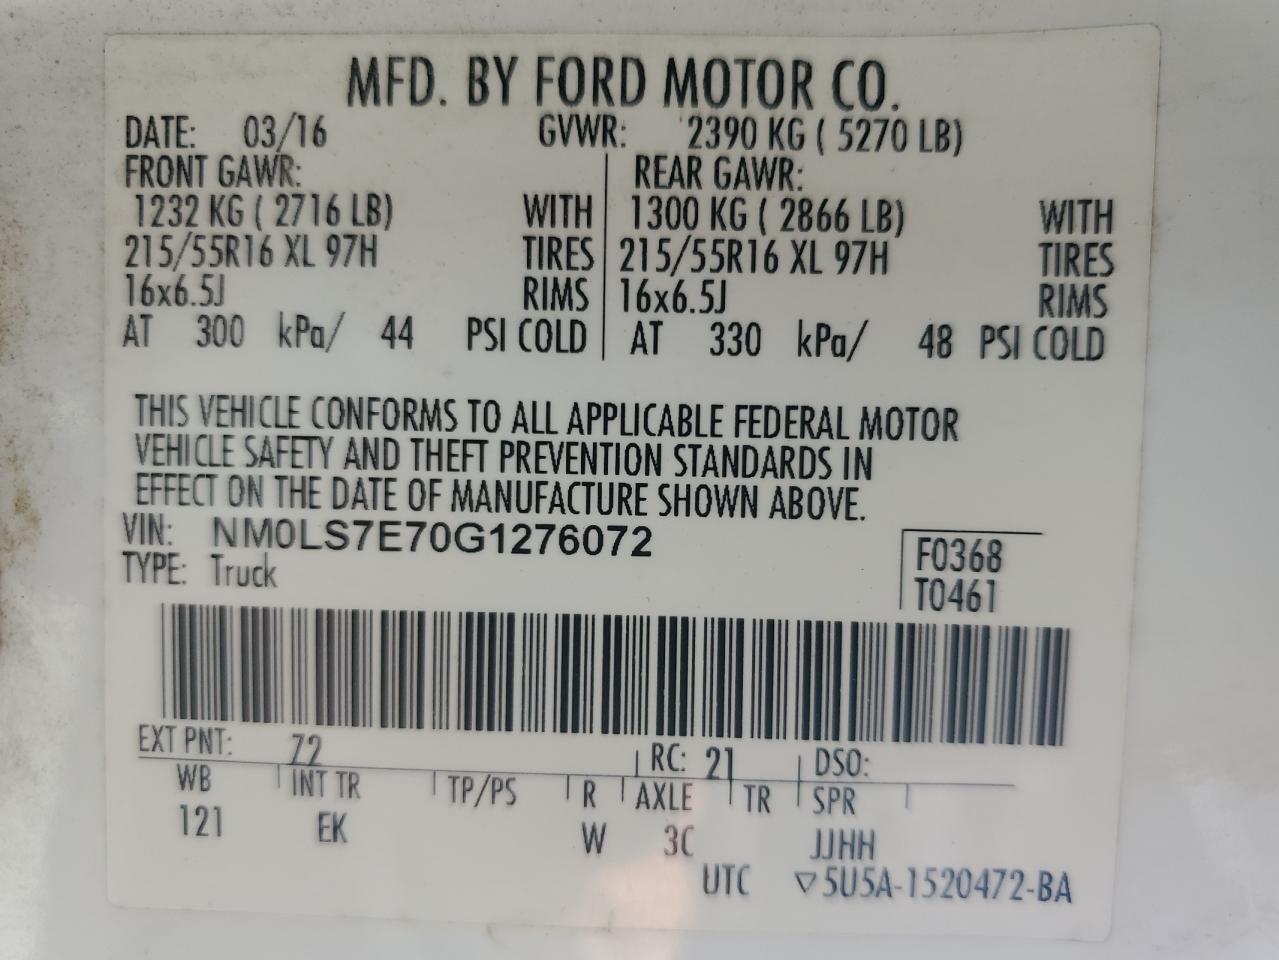 MFD. BY FORD MOTOR CO.
DATE: 03/16 GVWR: 2390 KG ( 5270 LB)
FRONT GAWR: REAR GAWR:
1232 KG ( 2716 LB) WITH 1300 KG ( 2866 LB) WITH
215/55R16 XL 97H TIRES 215/55R16 XL 97H TIRES
16x6.5J RIMS 16x6.5J RIMS
AT 300 kPa/ 44 PSI COLD AT 330 kPa/ 48 PSI COLD
THIS VEHICLE CONFORMS TO ALL APPLICABLE FEDERAL MOTOR
VEHICLE SAFETY AND THEFT PREVENTION STANDARDS IN
EFFECT ON THE DATE OF MANUFACTURE SHOWN ABOVE.
VIN: NM0LS7E70G1276072
F0368
TYPE: Truck
T0461
EXT PNT: 72 RC: 21 DSO:
WB INT TR TP/PS R AXLE TR SPR
121 EK W 3C JJHH
UTC ▽5U5A-1520472-BA